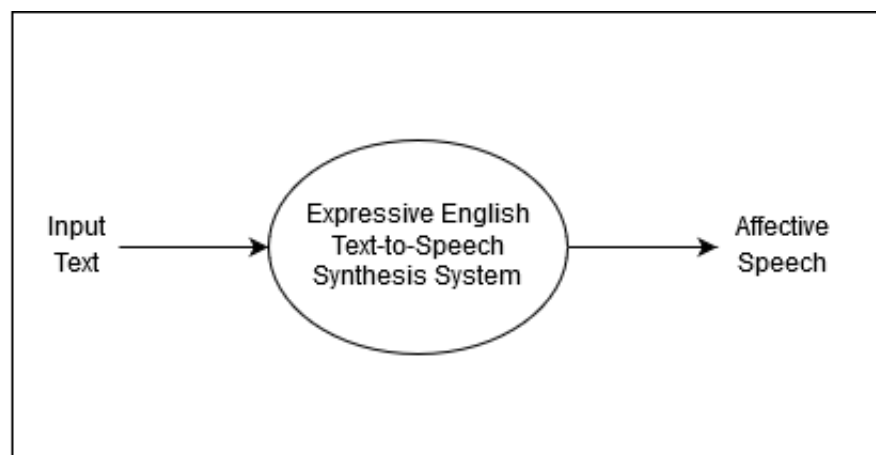 Input
Text
Expressive English
Text-to-Speech
Synthesis System
Affective
Speech